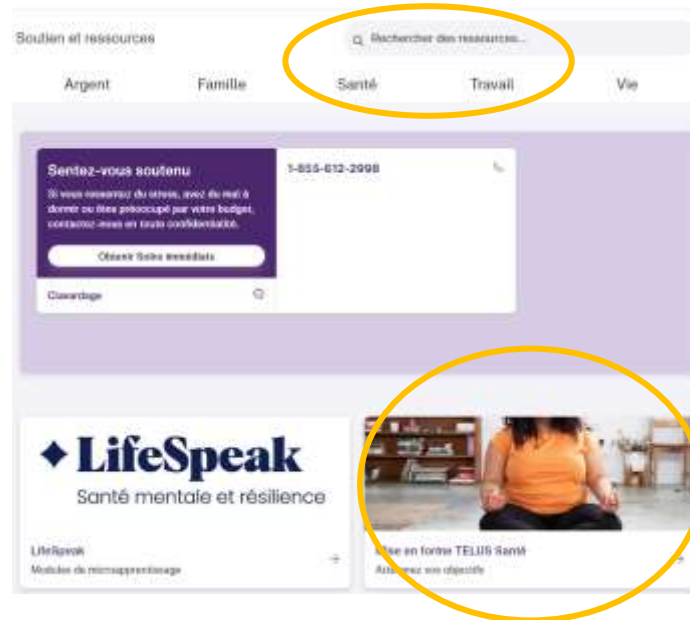 Soutien et ressources
Rechercher des ressources...
Argent Famille Santé Travail Vie
Sentez-vous soutenu
Si vous ressentez du stress, avez du mal à
dormir ou êtes préoccupé par votre budget,
contactez-nous en toute confidentialité.
Obtenir Soins immédiats
Clavardage
1-855-612-2998
LifeSpeak
Santé mentale et résilience
LifeSpeak
Modules de microapprentissage
Mise en forme TELUS Santé
Atteignez vos objectifs